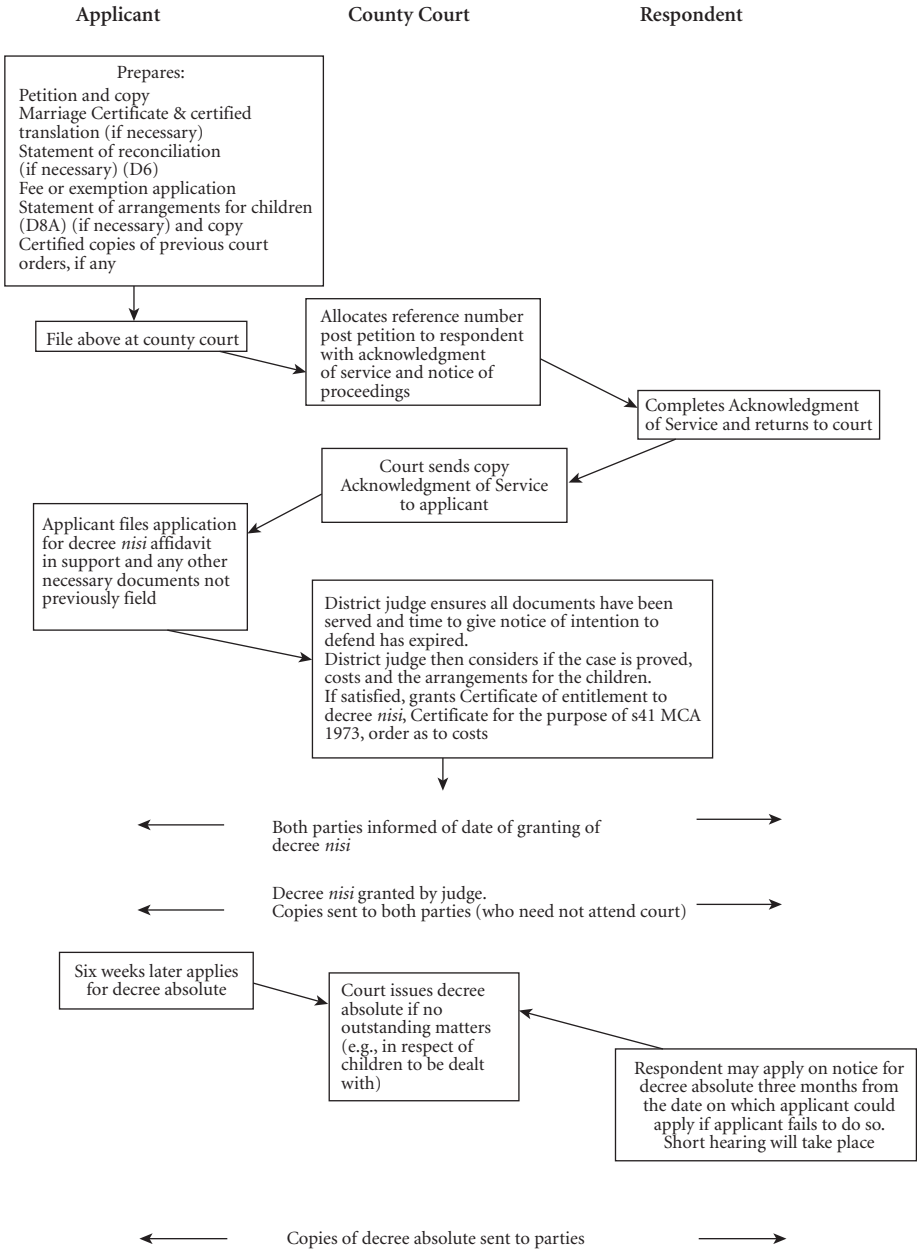 Applicant
County Court
Respondent
Prepares:
Petition and copy
Marriage Certificate & certified
translation (if necessary)
Statement of reconciliation
(if necessary) (D6)
Fee or exemption application
Statement of arrangements for children
(D8A) (if necessary) and copy
Certified copies of previous court
orders, if any
File above at county court
Allocates reference number
post petition to respondent
with acknowledgment
of service and notice of
proceedings
Completes Acknowledgment
of Service and returns to court
Court sends copy
Acknowledgment of Service
to applicant
Applicant files application
for decree nisi affidavit
in support and any other
necessary documents not
previously field
District judge ensures all documents have been
served and time to give notice of intention to
defend has expired.
District judge then considers if the case is proved,
costs and the arrangements for the children.
If satisfied, grants Certificate of entitlement to
decree nisi, Certificate for the purpose of s41 MCA
1973, order as to costs
Both parties informed of date of granting of
decree nisi
Decree nisi granted by judge.
Copies sent to both parties (who need not attend court)
Six weeks later applies
for decree absolute
Court issues decree
absolute if no
outstanding matters
(e.g., in respect of
children to be dealt
with)
Respondent may apply on notice for
decree absolute three months from
the date on which applicant could
apply if applicant fails to do so.
Short hearing will take place
Copies of decree absolute sent to parties